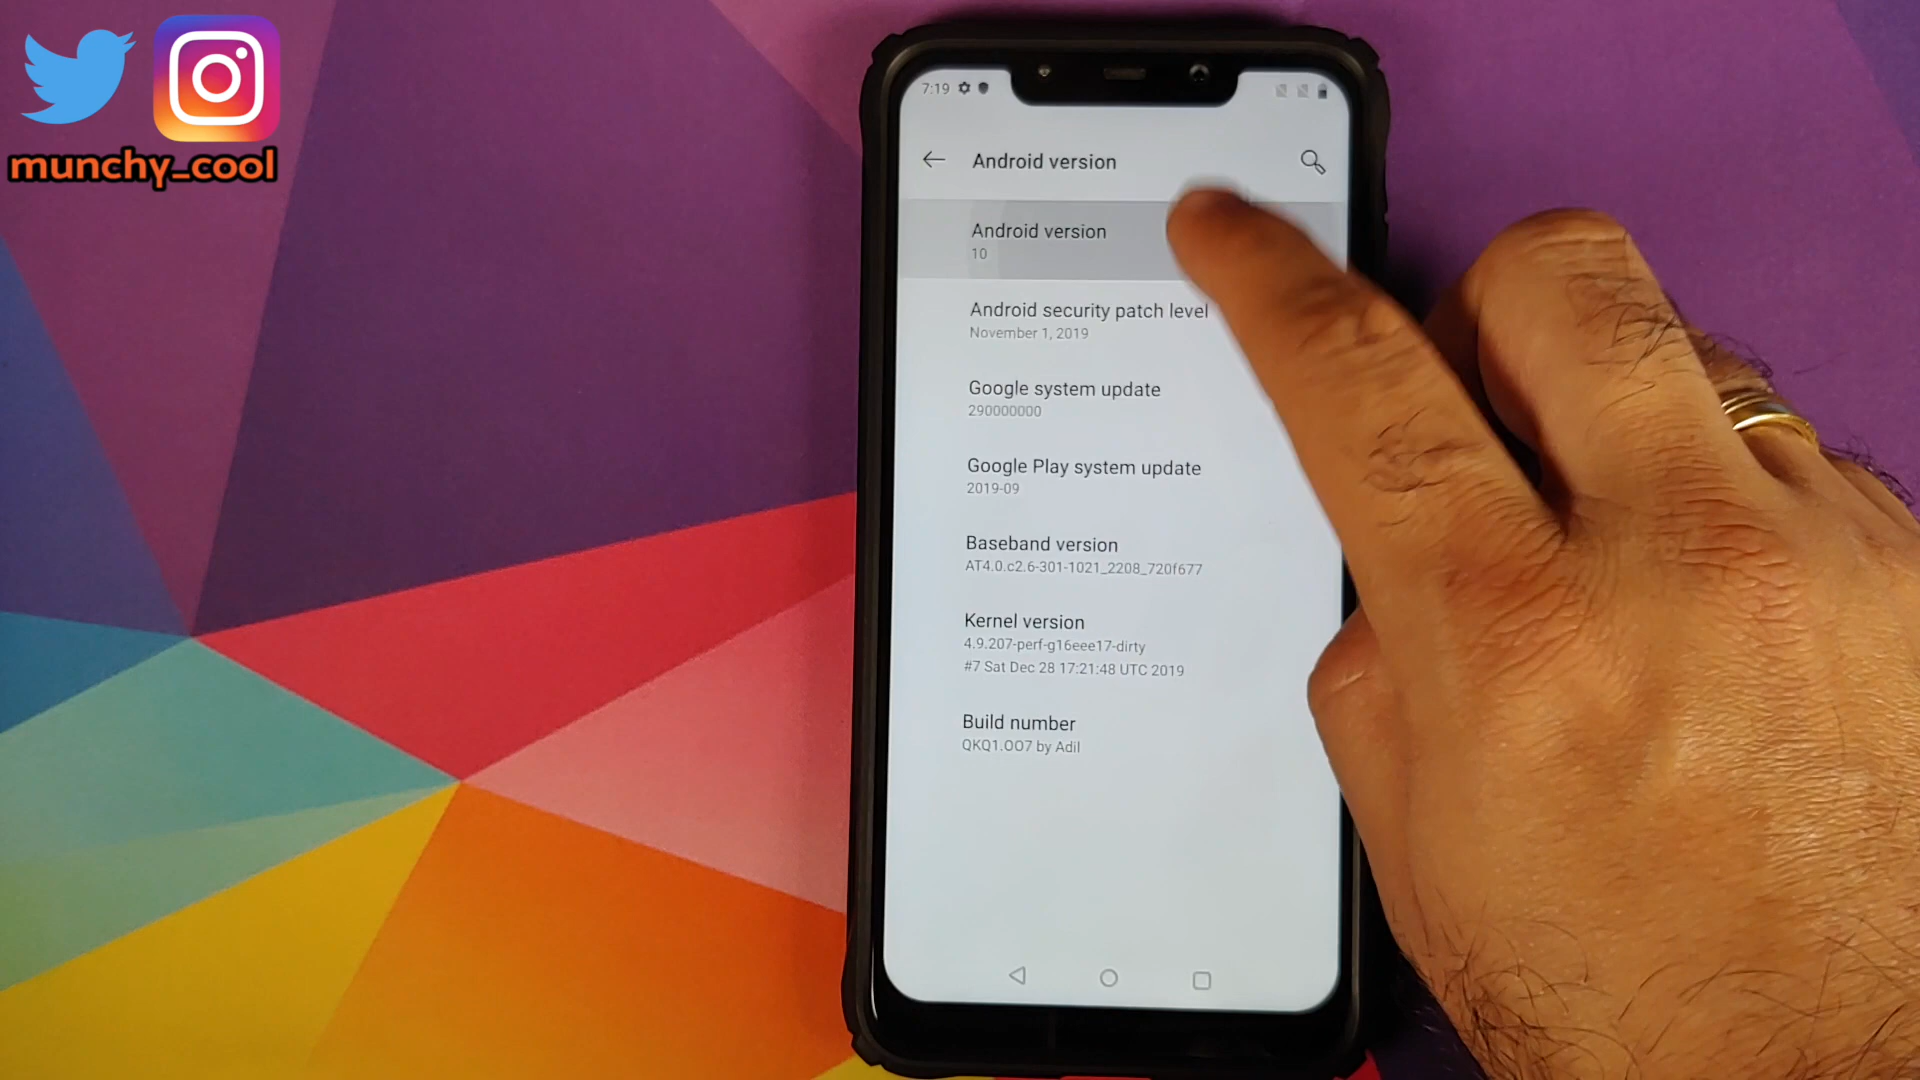 munchy_cool
7:19
Android version
Android version
10
Android security patch level
November 1, 2019
Google system update
290000000
Google Play system update
2019-09
Baseband version
AT4.0.c2.6-301-1021_2208_720f677
Kernel version
4.9.207-perf-g16eee17-dirty
#7 Sat Dec 28 17:21:48 UTC 2019
Build number
QKQ1.OO7 by Adil